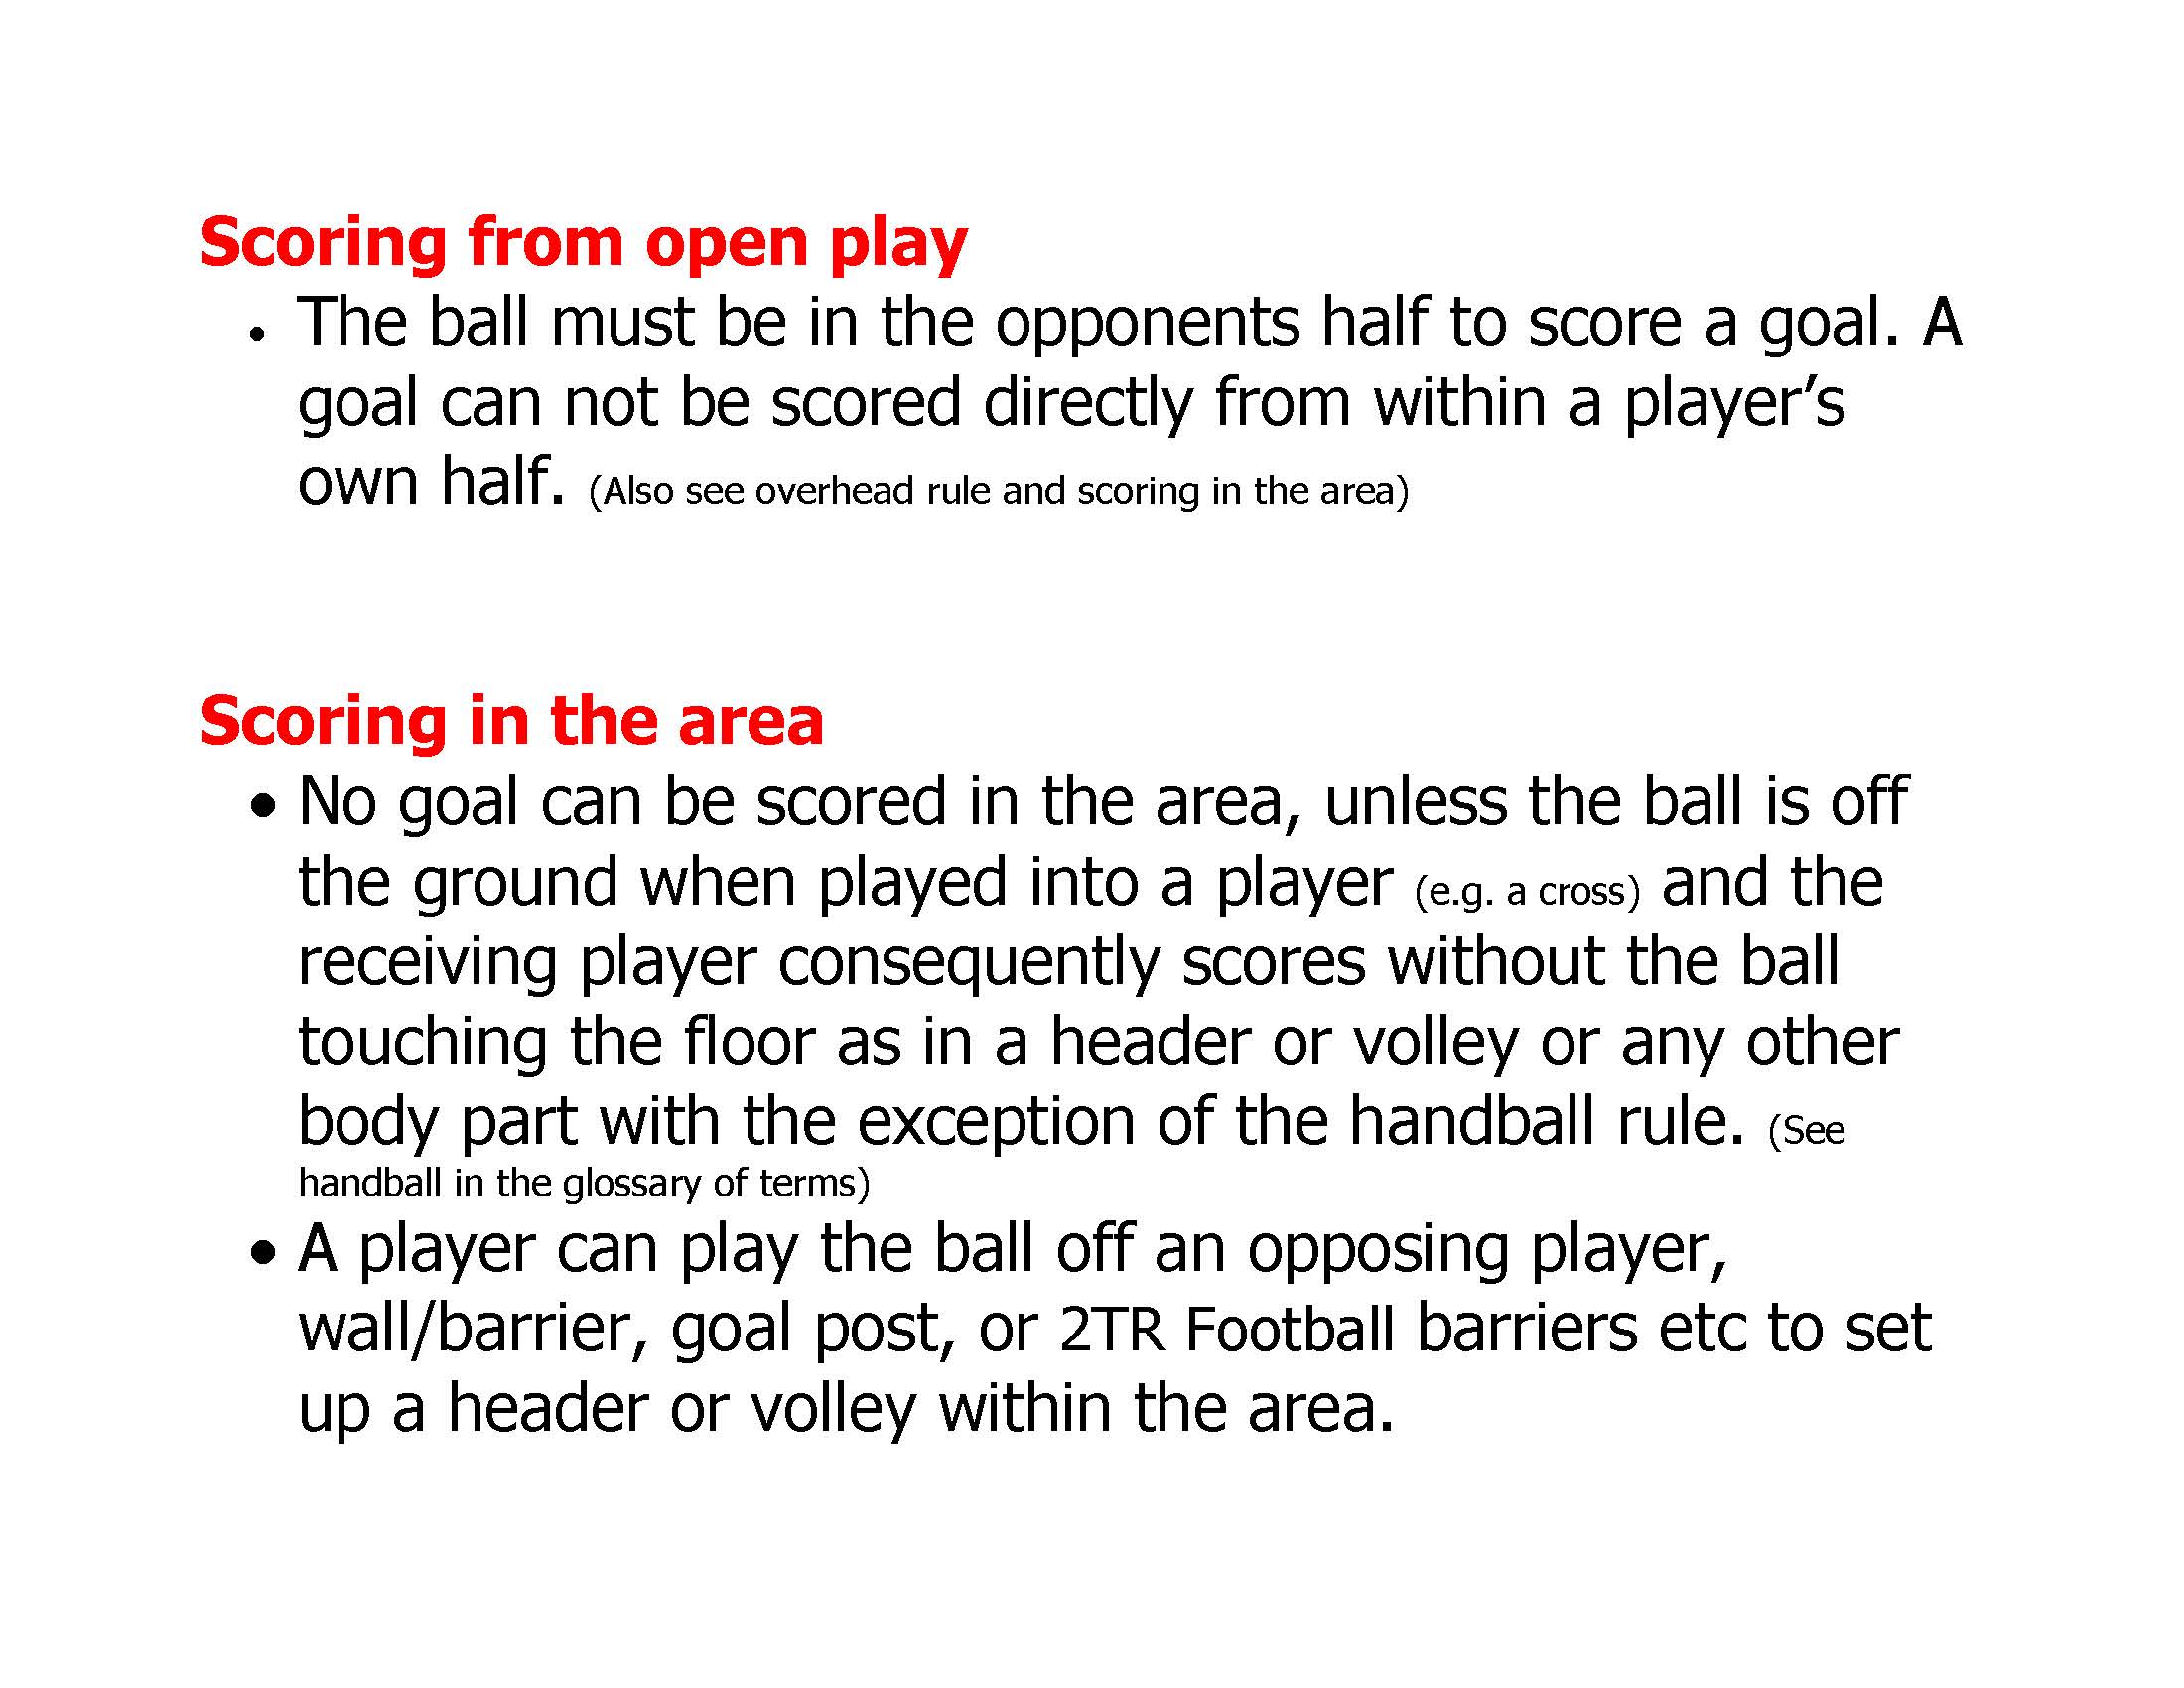 Scoring from open play
• The ball must be in the opponents half to score a goal. A
goal can not be scored directly from within a player’s
own half. (Also see overhead rule and scoring in the area)
Scoring in the area
• No goal can be scored in the area, unless the ball is off
the ground when played into a player (e.g. a cross) and the
receiving player consequently scores without the ball
touching the floor as in a header or volley or any other
body part with the exception of the handball rule. (See
handball in the glossary of terms)
• A player can play the ball off an opposing player,
wall/barrier, goal post, or 2TR Football barriers etc to set
up a header or volley within the area.